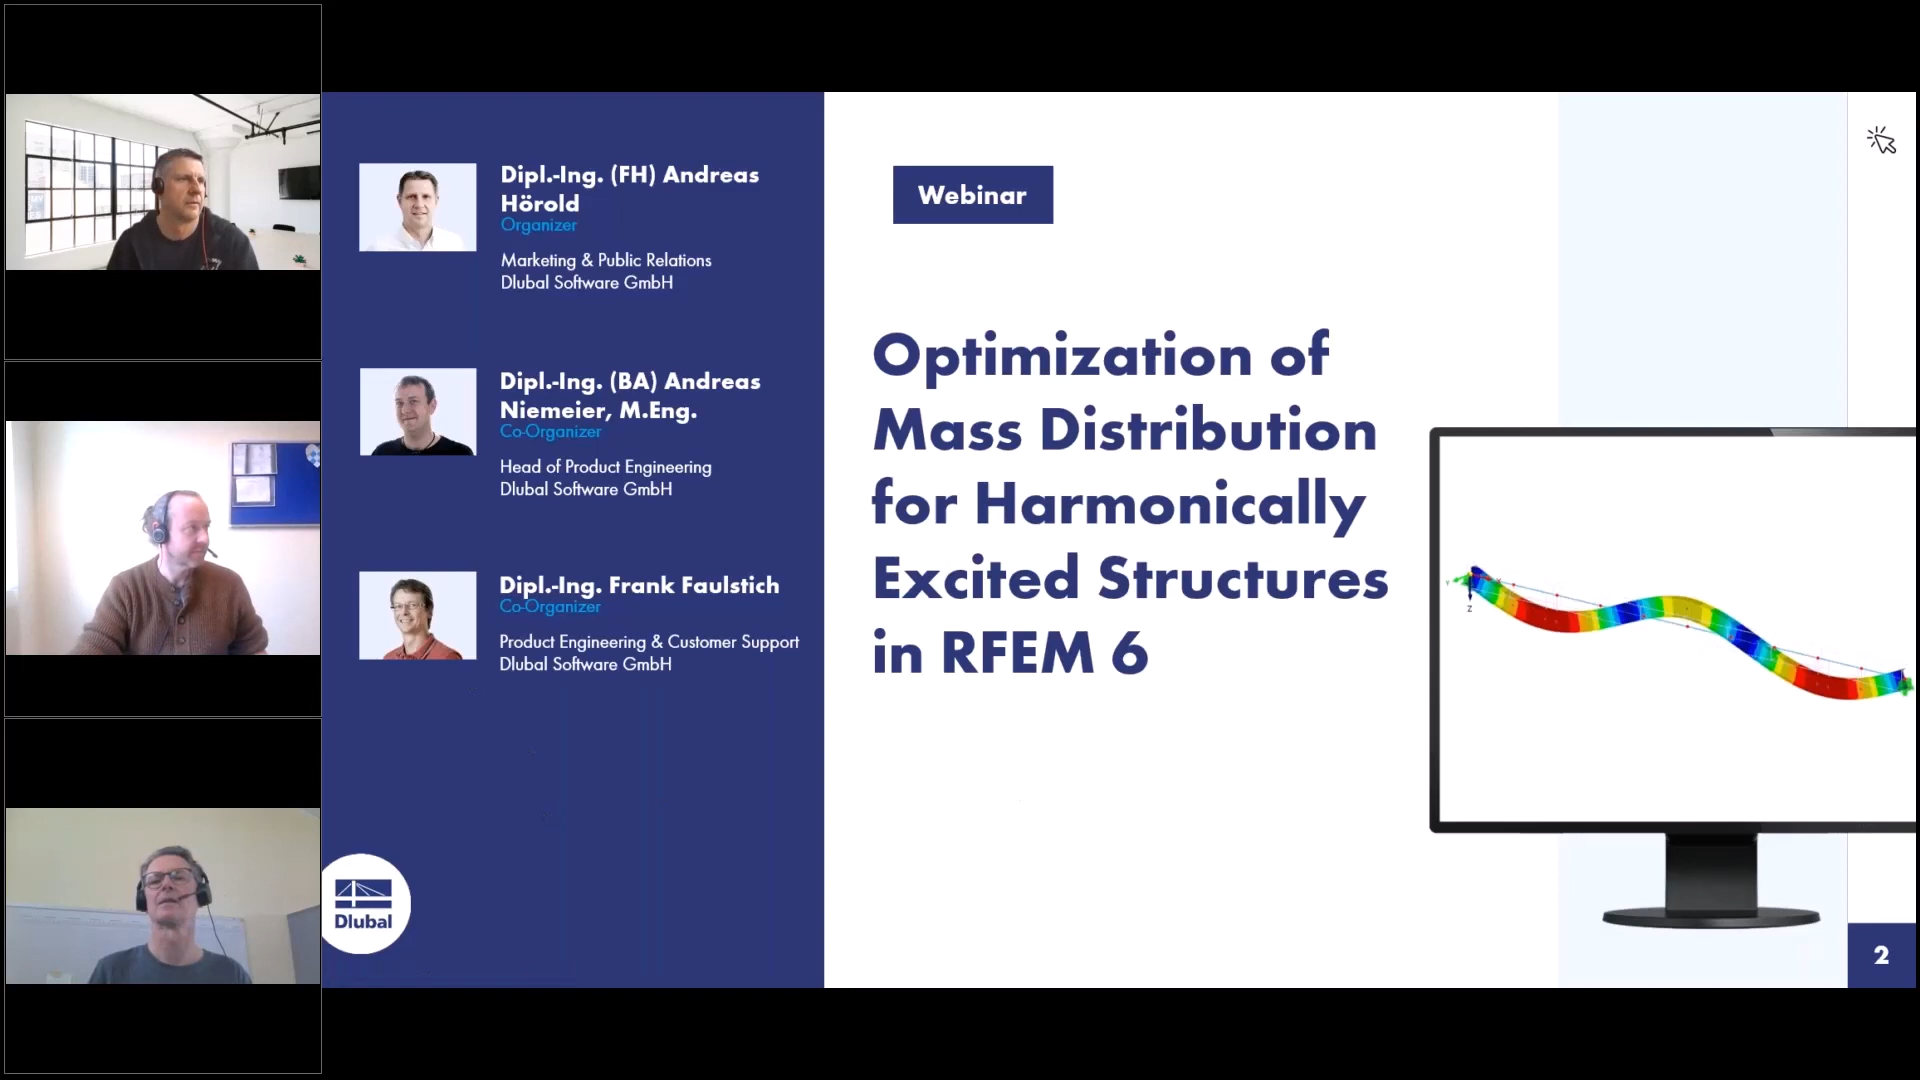 Dipl.-Ing. (FH) Andreas
Hörold
Organizer
Marketing & Public Relations
Dlubal Software GmbH
Dipl.-Ing. (BA) Andreas
Niemeier, M.Eng.
Co-Organizer
Head of Product Engineering
Dlubal Software GmbH
Dipl.-Ing. Frank Faulstich
Co-Organizer
Product Engineering & Customer Support
Dlubal Software GmbH
Dlubal
Webinar
Optimization of
Mass Distribution
for Harmonically
Excited Structures
in RFEM 6
Y
Z
2